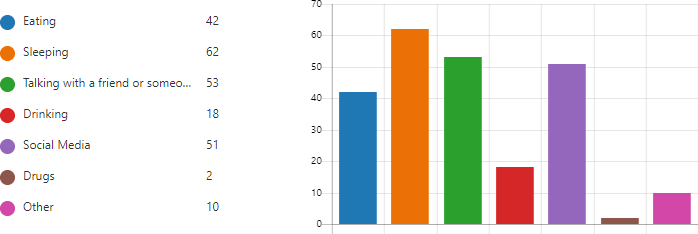 Eating 42
Sleeping 62
Talking with a friend or someo... 53
Drinking 18
Social Media 51
Drugs 2
Other 10
70
60
50
40
30
20
10
0